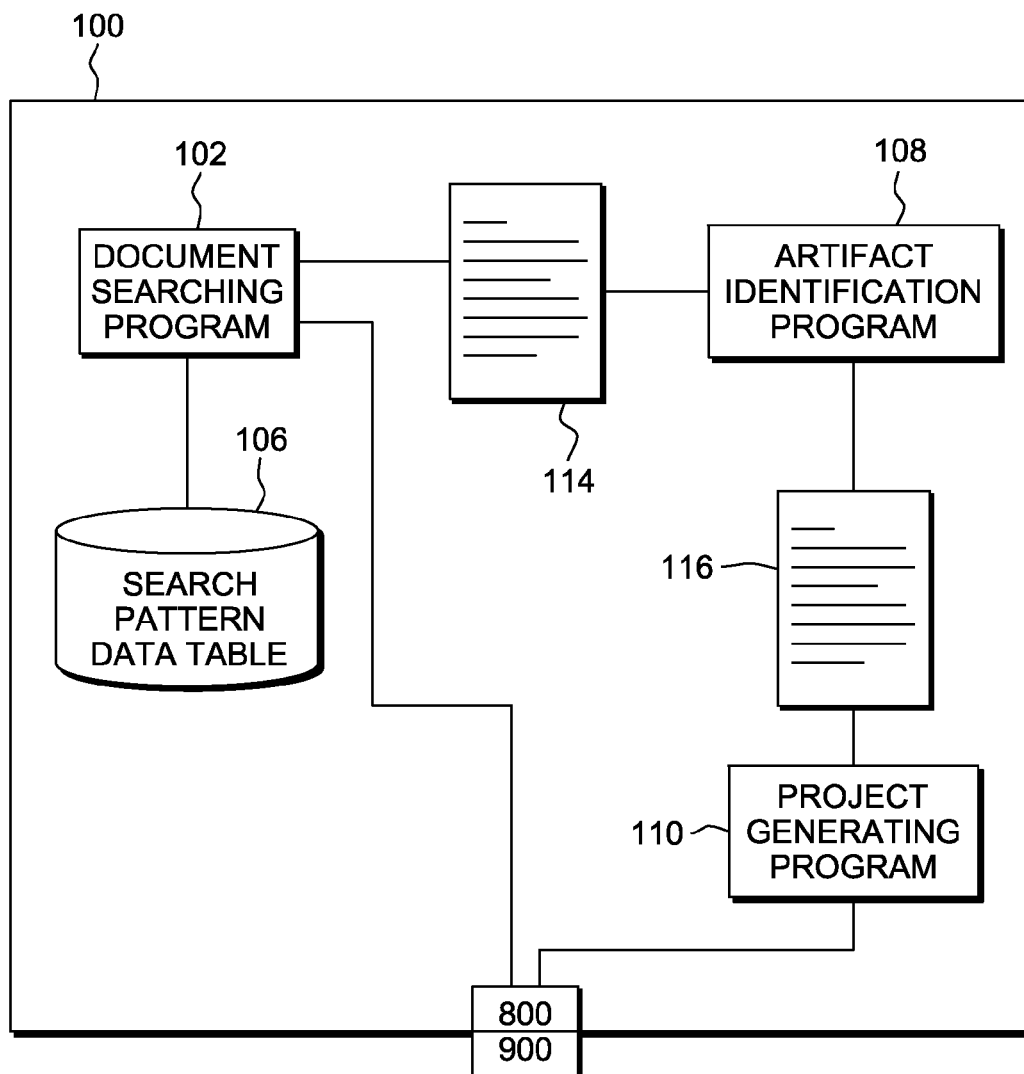 100
102
DOCUMENT
SEARCHING
PROGRAM
108
ARTIFACT
IDENTIFICATION
PROGRAM
114
106
SEARCH
PATTERN
DATA TABLE
116
110
PROJECT
GENERATING
PROGRAM
800
900